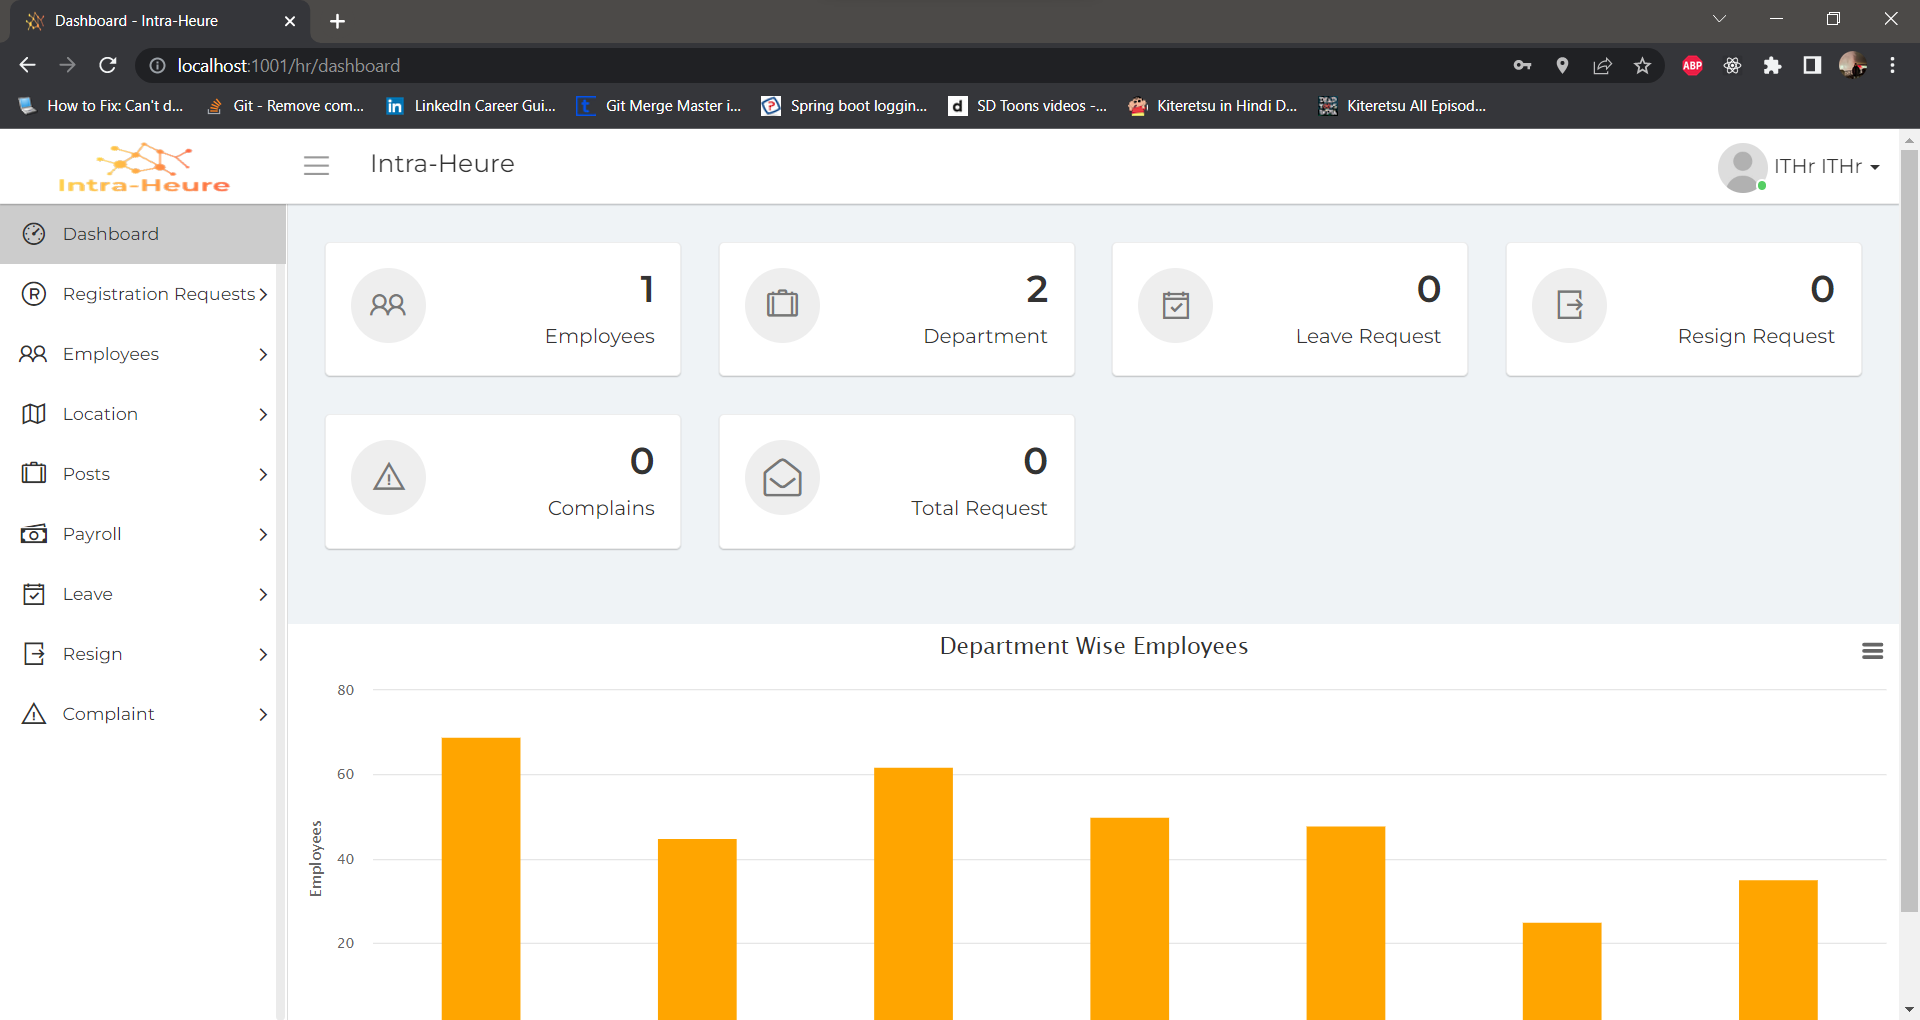 Dashboard - Intra-Heure
localhost:1001/hr/dashboard
ABP
How to Fix: Can't d...
Git - Remove com...
in
LinkedIn Career Gui...
t
Git Merge Master i...
Spring boot loggin...
d
SD Toons videos -...
Kiteretsu in Hindi D...
Kiteretsu All Episod...
Intra-Heure
Intra-Heure
ITHr ITHr
Dashboard
R
Registration Requests
Employees
Location
Posts
Payroll
Leave
Resign
Complaint
1
Employees
2
Department
0
Leave Request
0
Resign Request
0
Complains
0
Total Request
Department Wise Employees
Employees
80
60
40
20